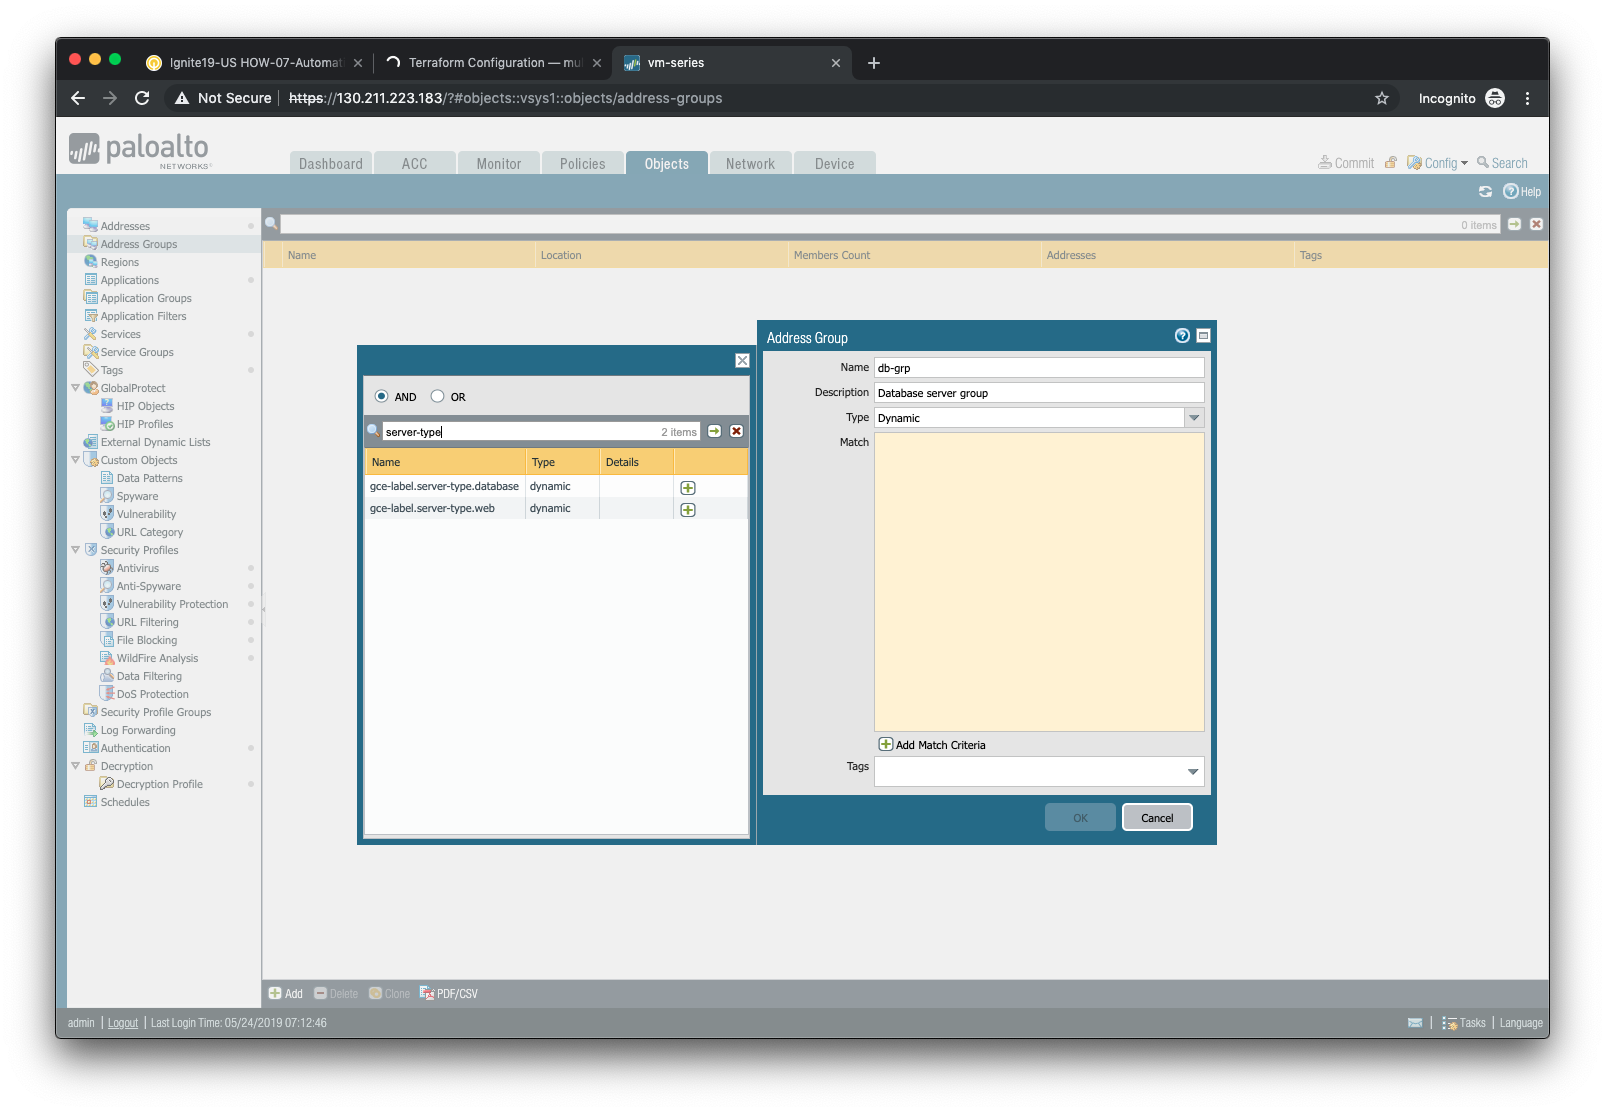 Ignite19-US HOW-07-Automat
Terraform Configuration — mul
vm-series
Not Secure
https://130.211.223.183/?#objects::vsys1::objects/address-groups
Incognito
paloalto
NETWORKS®
Dashboard
ACC
Monitor
Policies
Objects
Network
Device
Commit
Config
Search
Help
Addresses
Address Groups
Regions
Applications
Application Groups
Application Filters
Services
Service Groups
Tags
GlobalProtect
HIP Objects
HIP Profiles
External Dynamic Lists
Custom Objects
Data Patterns
Spyware
Vulnerability
URL Category
Security Profiles
Antivirus
Anti-Spyware
Vulnerability Protection
URL Filtering
File Blocking
WildFire Analysis
Data Filtering
DoS Protection
Security Profile Groups
Log Forwarding
Authentication
Decryption
Decryption Profile
Schedules
0 items
Name
Location
Members Count
Addresses
Tags
AND
OR
server-type
2 items
Name
Type
Details
gce-label.server-type.database
dynamic
gce-label.server-type.web
dynamic
Address Group
Name
db-grp
Description
Database server group
Type
Dynamic
Match
Add Match Criteria
Tags
OK
Cancel
Add
Delete
Clone
PDF/CSV
admin | Logout | Last Login Time: 05/24/2019 07:12:46
| Tasks | Language